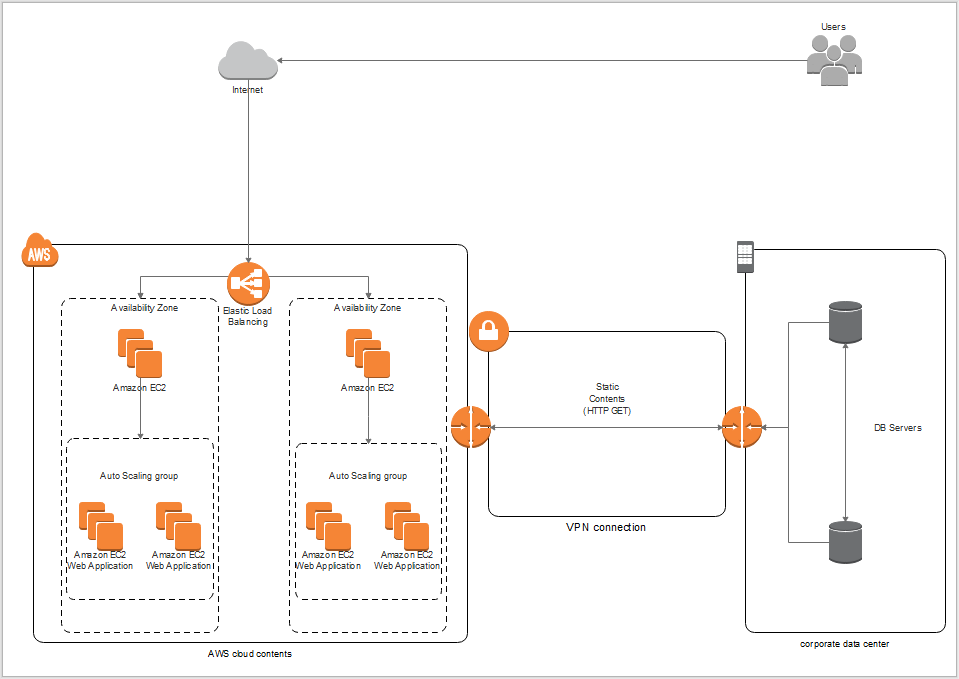 Users
Internet
AWS
Elastic Load
Balancing
Availability Zone
Amazon EC2
Auto Scaling group
Amazon EC2
Web Application
Amazon EC2
Web Application
Availability Zone
Amazon EC2
Auto Scaling group
Amazon EC2
Web Application
Amazon EC2
Web Application
AWS cloud contents
Static
Contents
(HTTP GET)
VPN connection
DB Servers
corporate data center